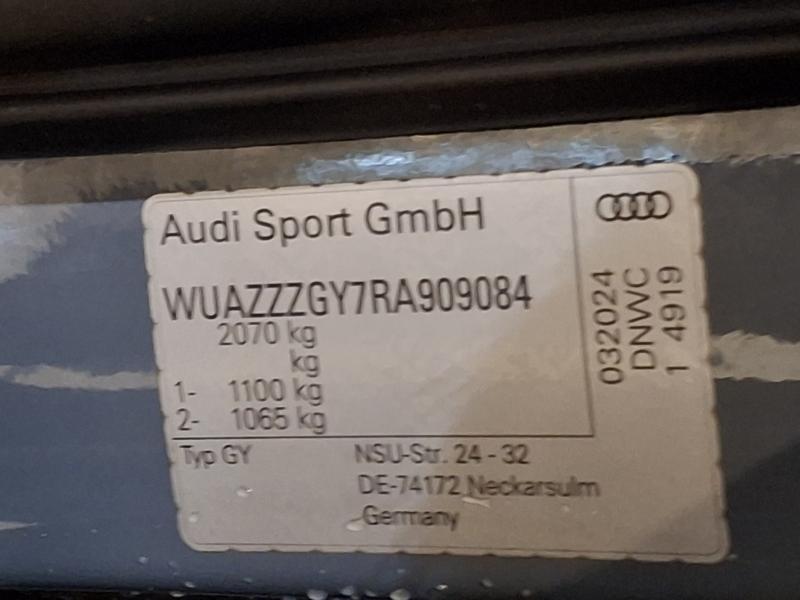 Audi Sport GmbH
WUAZZZGY7RA909084
2070 kg
kg
1- 1100 kg
2- 1065 kg
Typ GY
NSU-Str. 24 - 32
DE-74172 Neckarsulm
Germany
032024
DNWC
1 4919